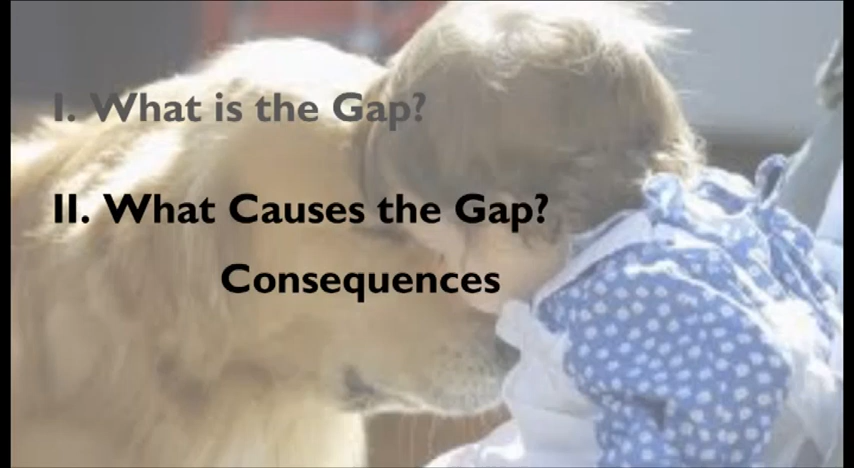 I. What is the Gap?
II. What Causes the Gap?
Consequences